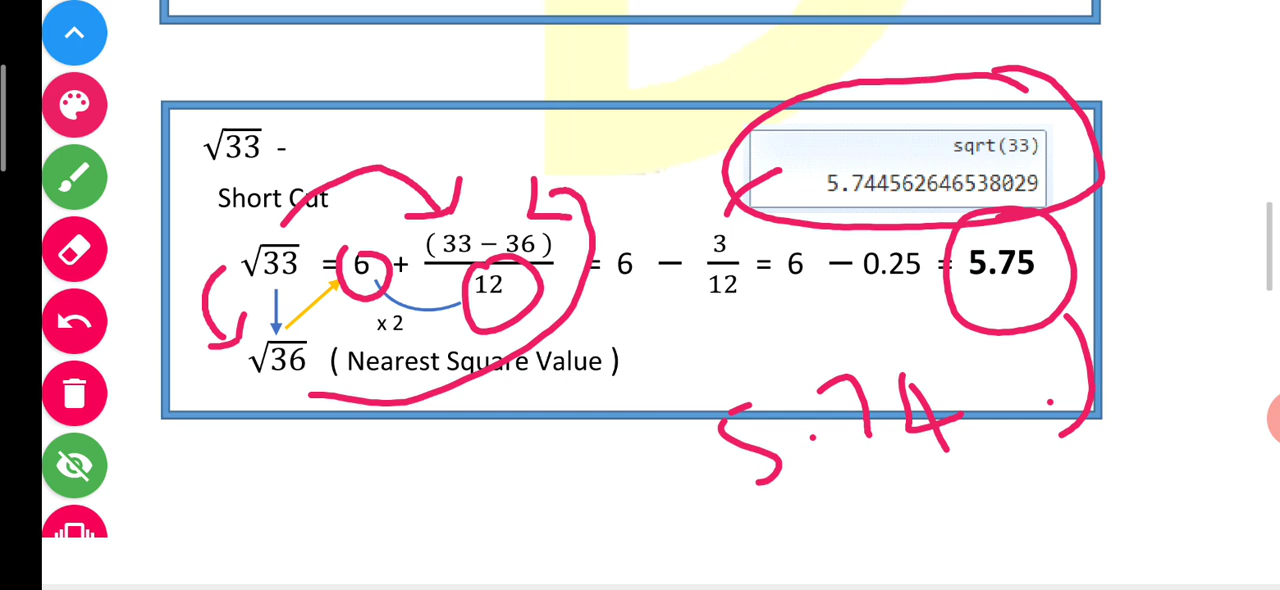 √33 -
sqrt(33)
5.744562646538029
Short Cut
√33 = 6 + (33 − 36) / 12 = 6 − 3/12 = 6 − 0.25 = 5.75
x 2
√36 ( Nearest Square Value )
5.74